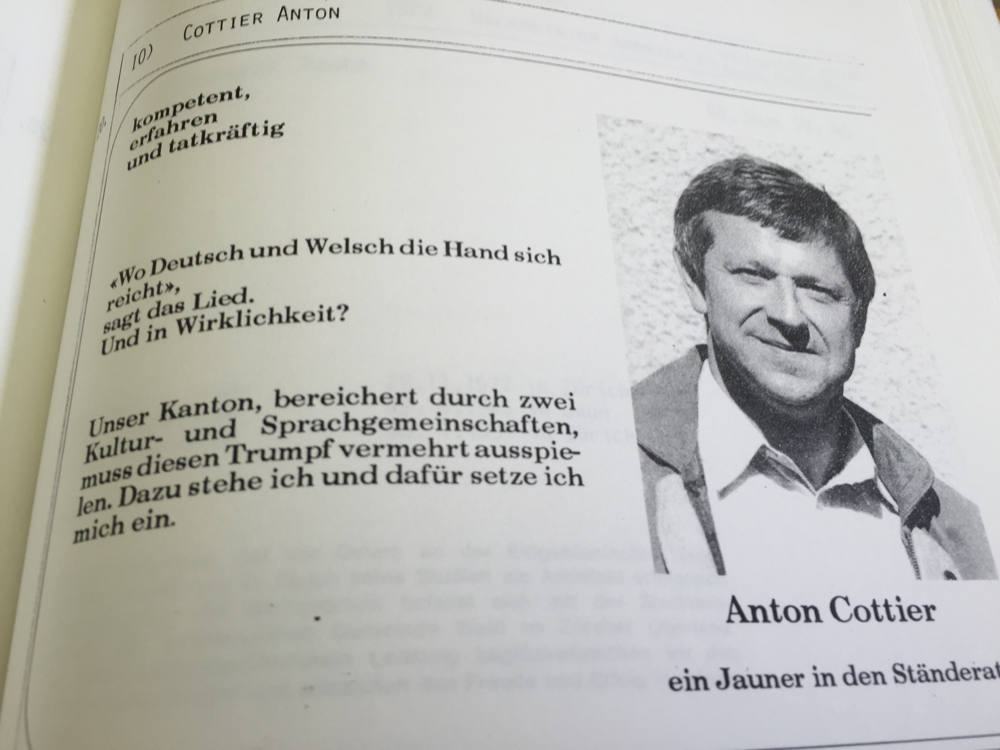 10) COTTIER ANTON
kompetent,
erfahren
und tatkräftig
«Wo Deutsch und Welsch die Hand sich
reicht»,
sagt das Lied.
Und in Wirklichkeit?
Unser Kanton, bereichert durch zwei
Kultur- und Sprachgemeinschaften,
muss diesen Trumpf vermehrt ausspie-
len. Dazu stehe ich und dafür setze ich
mich ein.
Anton Cottier
ein Jauner in den Ständerat